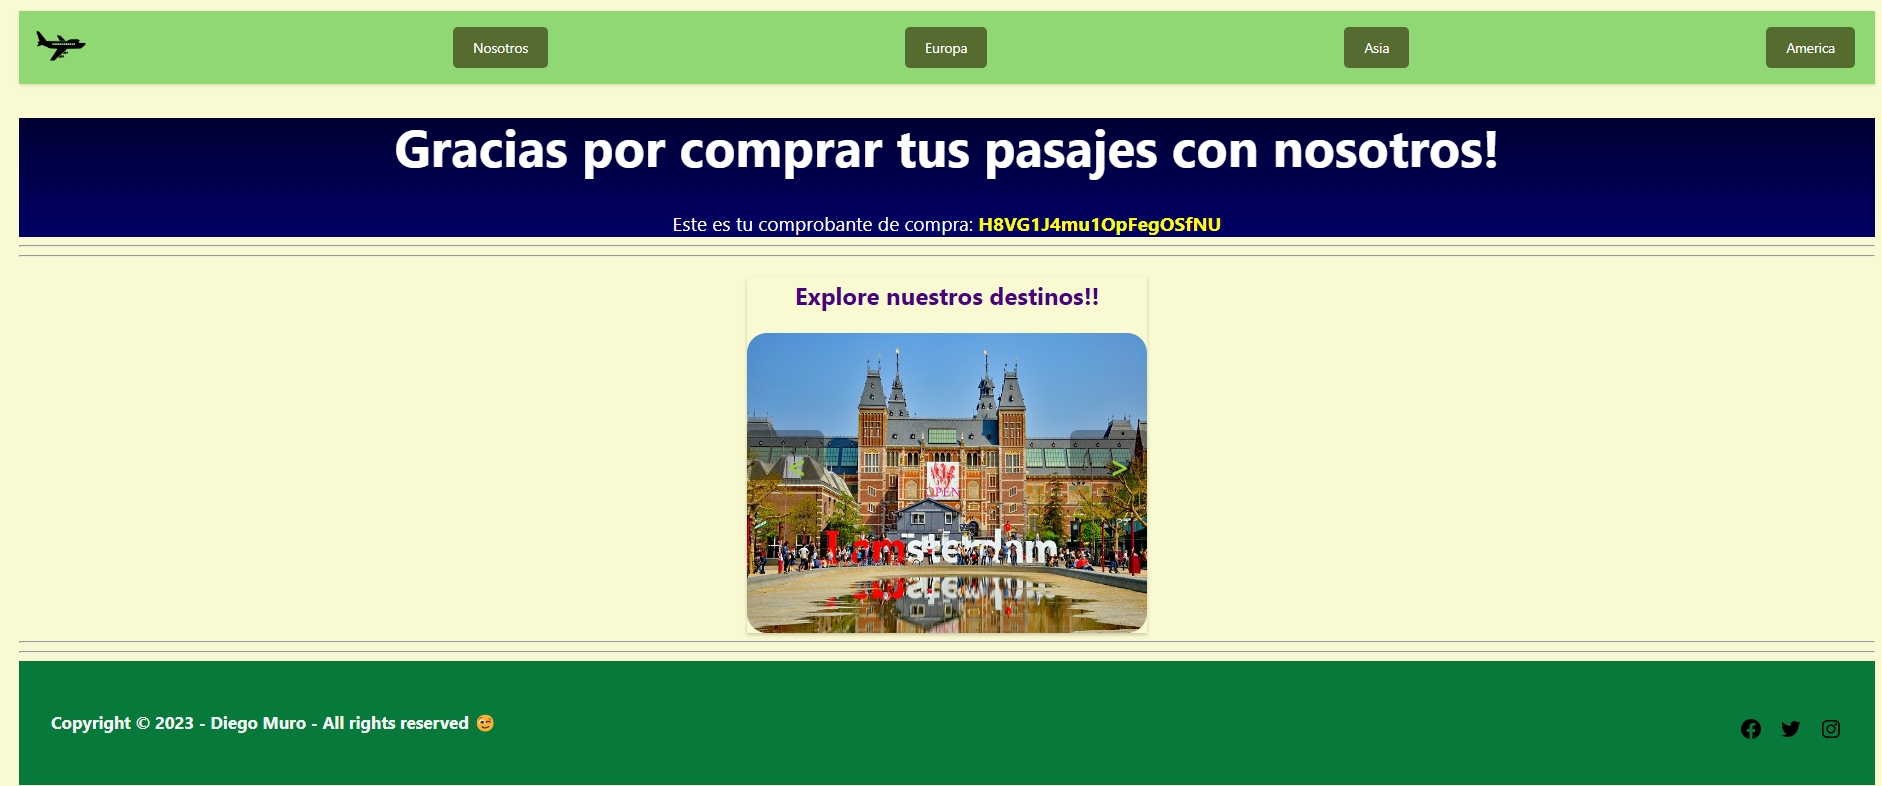 Nosotros
Europa
Asia
America
Gracias por comprar tus pasajes con nosotros!
Este es tu comprobante de compra: H8VG1J4mu1OpFegOSfNU
Explore nuestros destinos!!
< >
OPEN
I amsterdam
Copyright © 2023 - Diego Muro - All rights reserved 😊